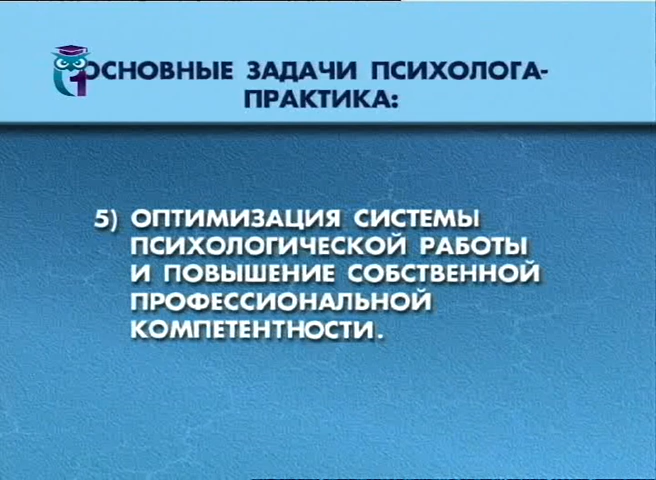 ОСНОВНЫЕ ЗАДАЧИ ПСИХОЛОГА-
ПРАКТИКА:
5) ОПТИМИЗАЦИЯ СИСТЕМЫ
ПСИХОЛОГИЧЕСКОЙ РАБОТЫ
И ПОВЫШЕНИЕ СОБСТВЕННОЙ
ПРОФЕССИОНАЛЬНОЙ
КОМПЕТЕНТНОСТИ.